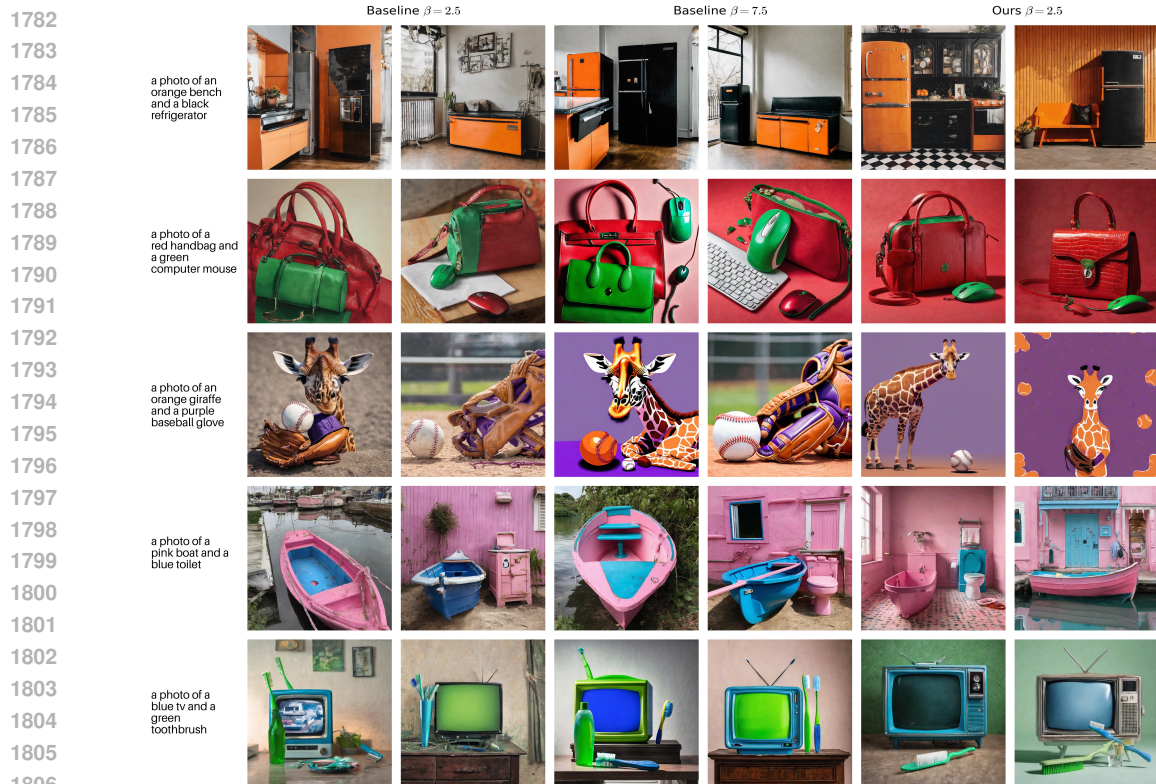 Baseline β = 2.5
Baseline β = 7.5
Ours β = 2.5
1782
1783
1784
1785
1786
1787
1788
1789
1790
1791
1792
1793
1794
1795
1796
1797
1798
1799
1800
1801
1802
1803
1804
1805
1806
a photo of an
orange bench
and a black
refrigerator
a photo of a
red handbag and
a green
computer mouse
a photo of an
orange giraffe
and a purple
baseball glove
a photo of a
pink boat and a
blue toilet
a photo of a
blue tv and a
green
toothbrush